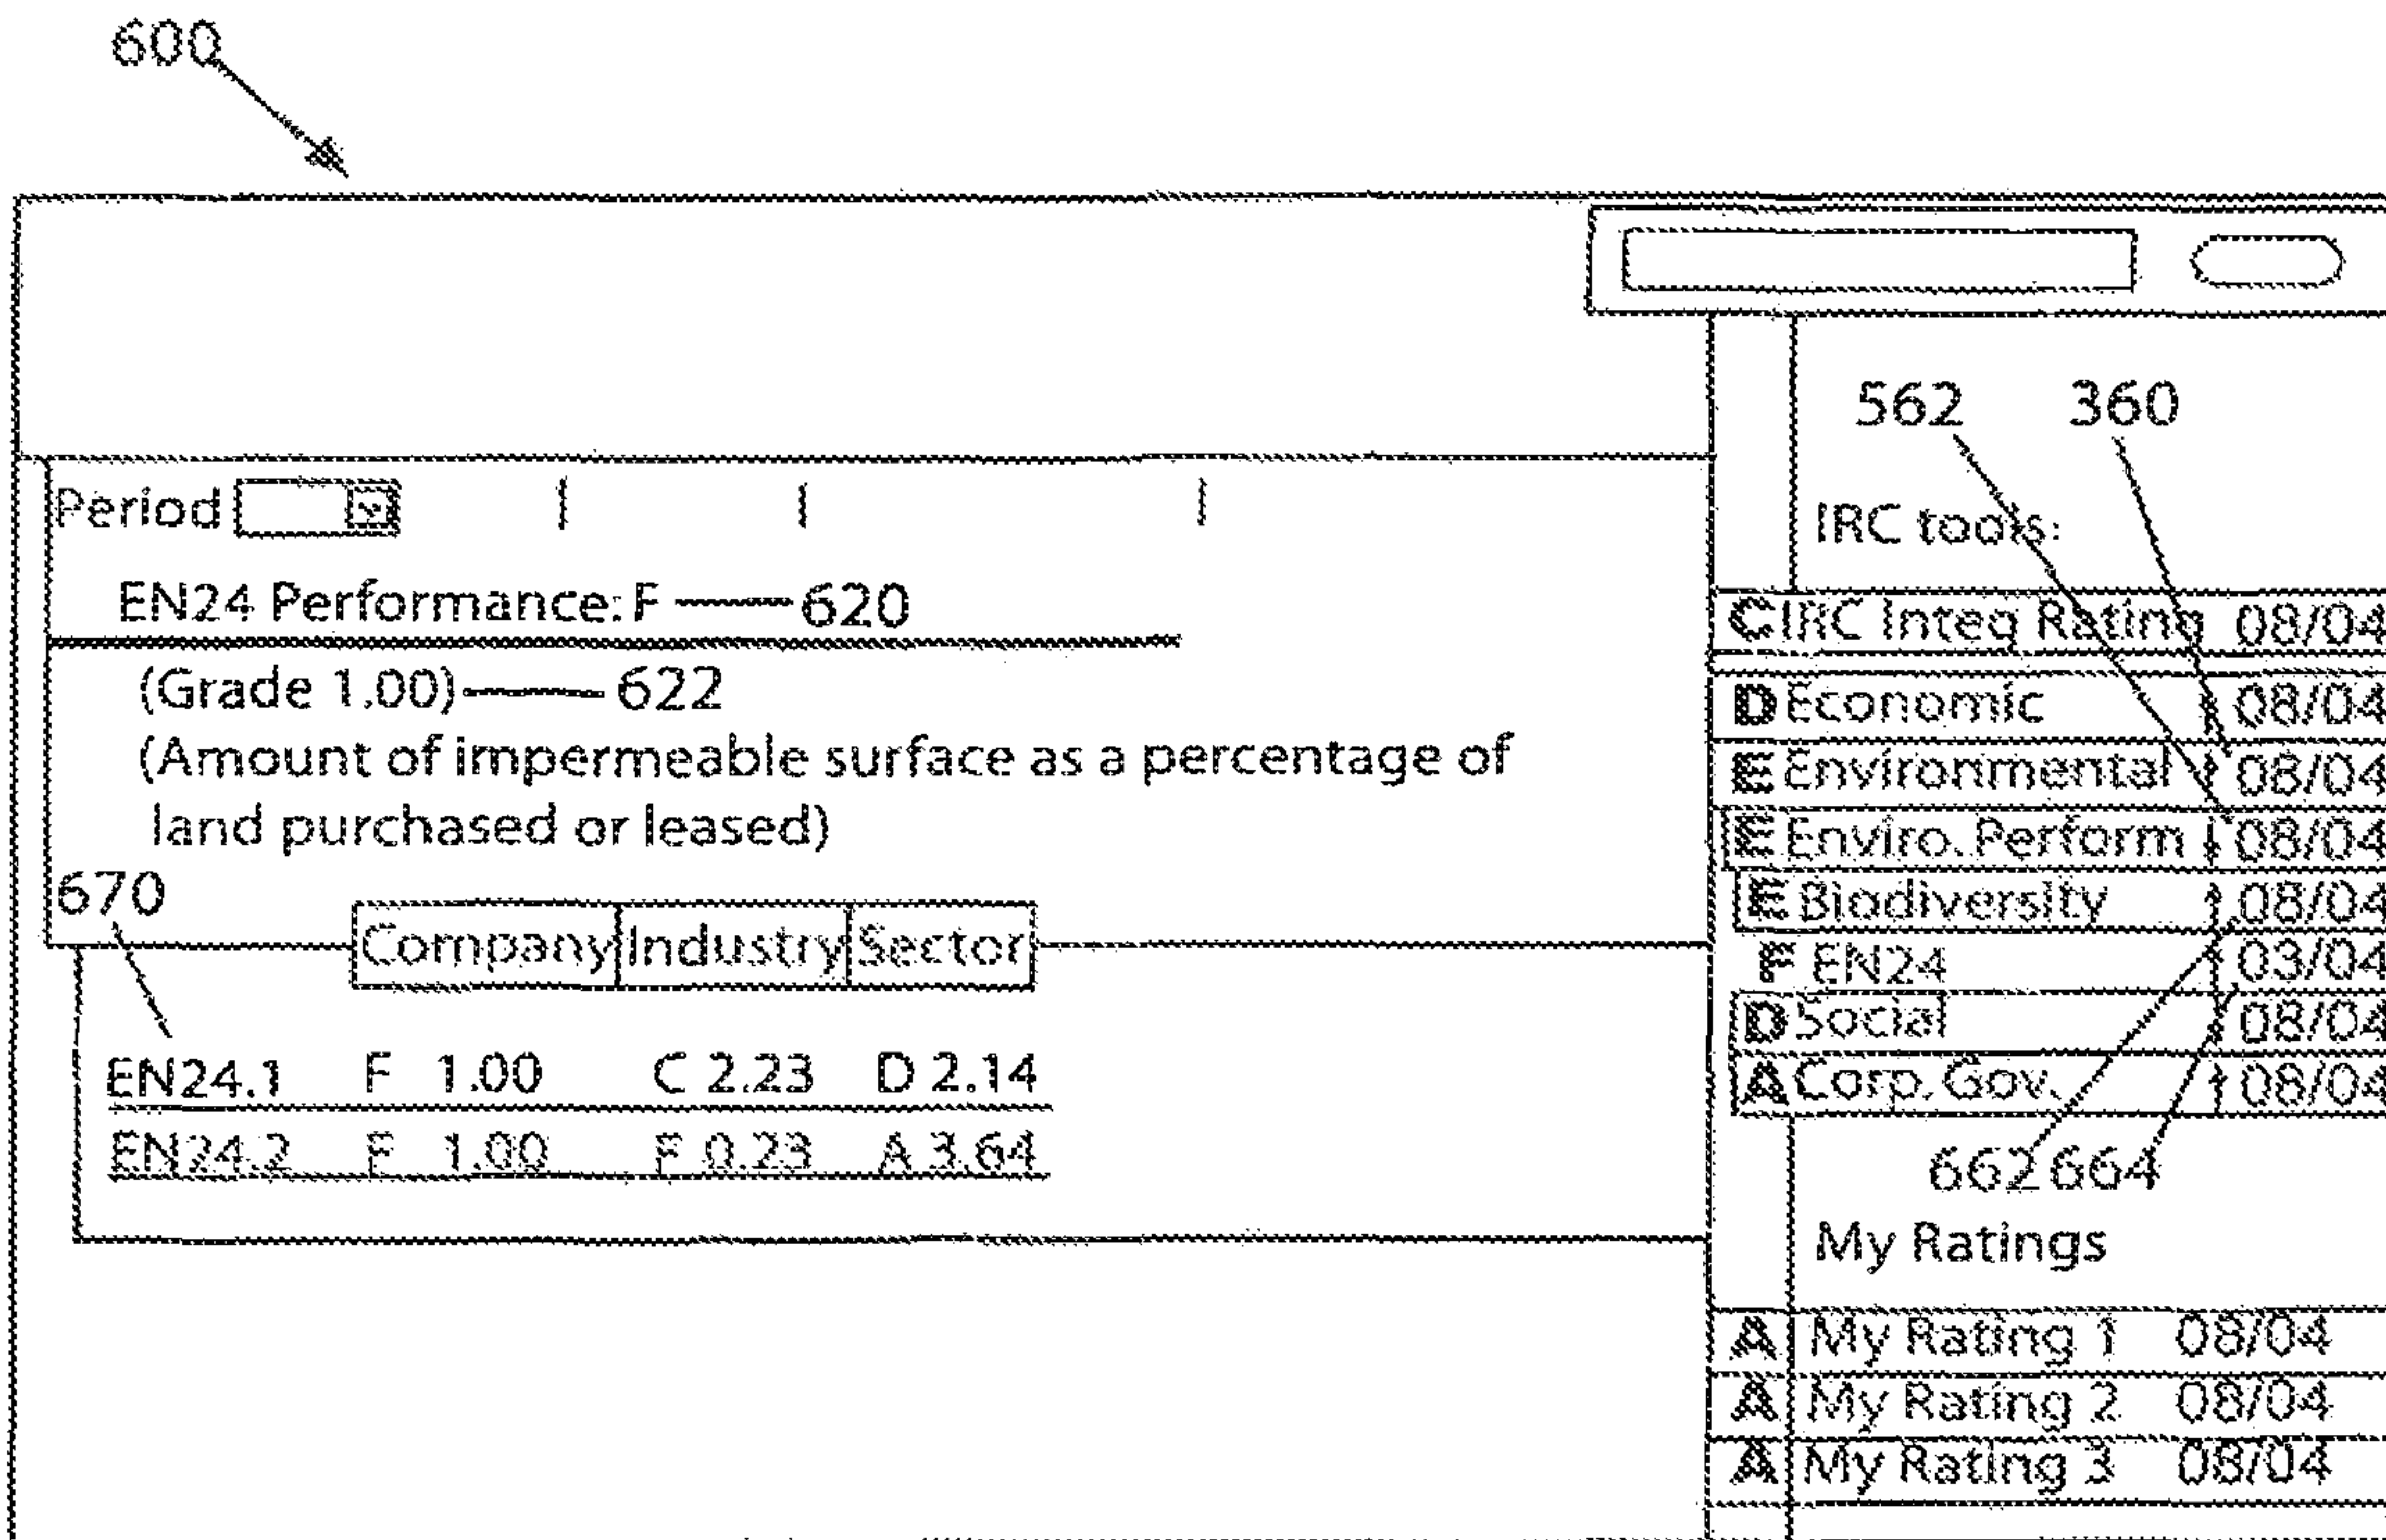 600
Period
EN24 Performance: F 620
(Grade 1.00) 622
(Amount of impermeable surface as a percentage of
land purchased or leased)
670
Company Industry Sector
EN24.1 F 1.00 C 2.23 D 2.14
EN24.2 F 1.00 F 0.23 A 3.64
562 360
IRC tools:
C IRC Integ Rating 08/04
D Economic 08/04
E Environmental 08/04
E Enviro. Perform 08/04
E Biodiversity 08/04
F EN24 03/04
D Social 08/04
A Corp. Gov. 08/04
662 664
My Ratings
A My Rating 1 08/04
A My Rating 2 08/04
A My Rating 3 08/04